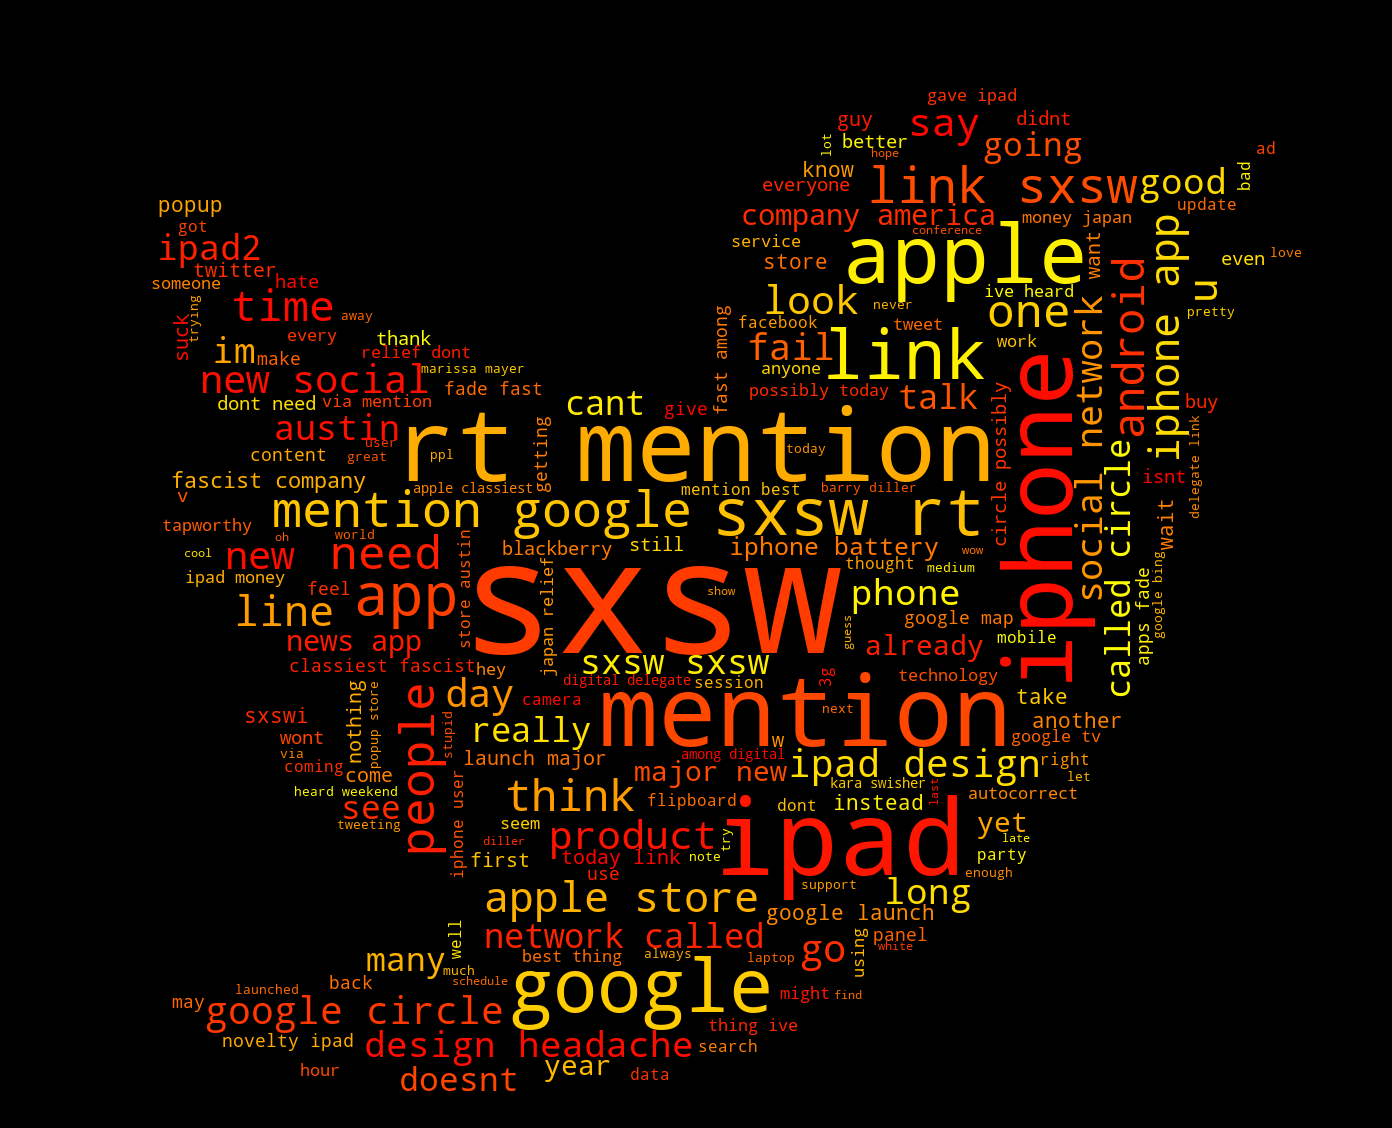 gave ipad
guy
say
didnt
lot
better
going
hope
ad
know
bad
everyone
link sxsw
good
company america
money japan
update
popup
conference
got
service
apple
iphone app
ipad2
store
want
even
love
twitter
someone
hate
ive heard
u
time
trying
look
never
one
pretty
away
facebook
tweet
android
suck
every
thank
fast among
fail
link
work
im
make
relief dont
marissa mayer
anyone
social network
new social
fade fast
possibly today
talk
iphone
dont need
via mention
cant
give
circle possibly
buy
austin
rt mention
user
getting
today
called circle
delegate link
content
great
ppl
fascist company
apple classiest
mention best
barry diller
isnt
v
mention google
sxsw rt
wait
tapworthy
world
oh
cool
new
need
blackberry
still
iphone battery
wow
store austin
japan relief
thought
medium
google bing
ipad money
feel
app
sxsw
show
phone
apps fade
line
guess
google map
mobile
news app
already
classiest fascist
hey
sxsw sxsw
digital delegate
session
3g
technology
nothing
popup store
people
day
camera
mention
next
take
sxswi
stupid
really
another
wont
w
google tv
via
launch major
among digital
ipad design
right
coming
come
major new
let
heard weekend
iphone user
think
flipboard
dont
kara swisher
instead
last
autocorrect
see
tweeting
seem
product
try
ipad
yet
late
diller
first
today link
note
party
use
enough
apple store
support
long
google launch
well
network called
go
using
panel
white
many
much
best thing
always
laptop
schedule
google
back
launched
may
google circle
might
find
thing ive
novelty ipad
design headache
search
hour
doesnt
year
data